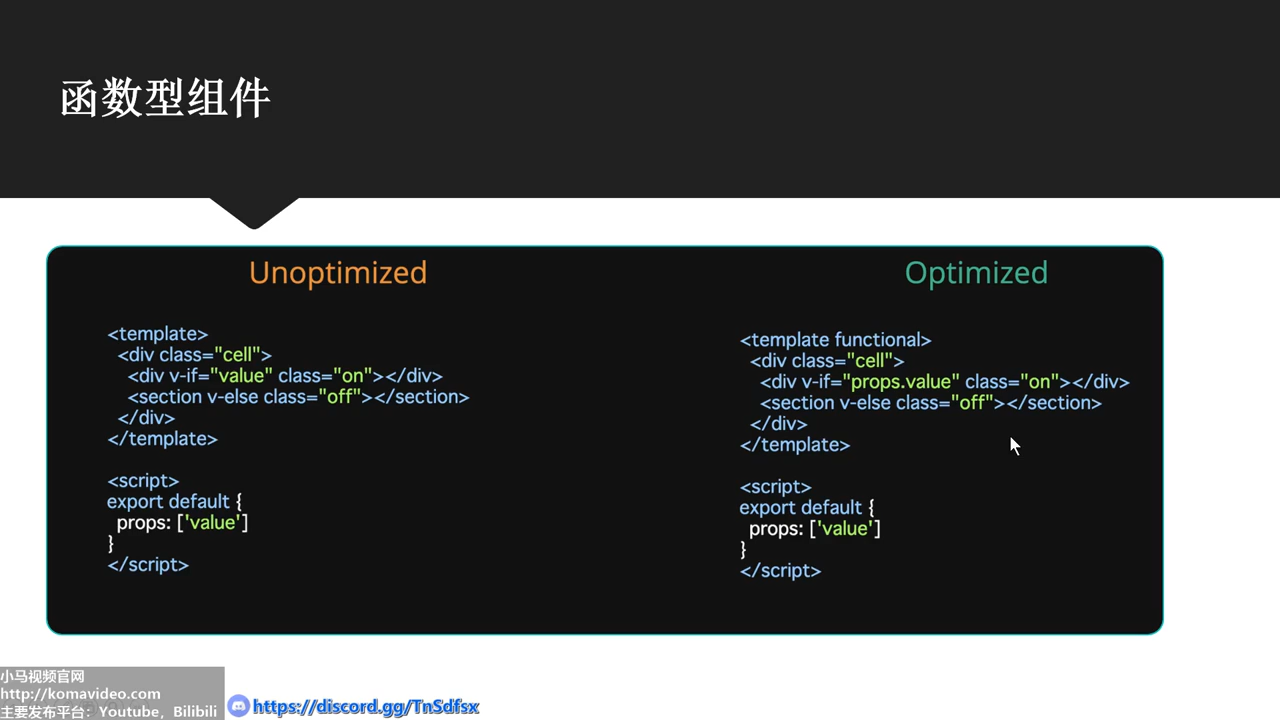 函数型组件
Unoptimized
<template>
<div class="cell">
<div v-if="value" class="on"></div>
<section v-else class="off"></section>
</div>
</template>
<script>
export default {
props: ['value']
}
</script>
Optimized
<template functional>
<div class="cell">
<div v-if="props.value" class="on"></div>
<section v-else class="off"></section>
</div>
</template>
<script>
export default {
props: ['value']
}
</script>
小马视频官网
http://komavideo.com
主要发布平台：Youtube，Bilibili
https://discord.gg/TnSdfsx